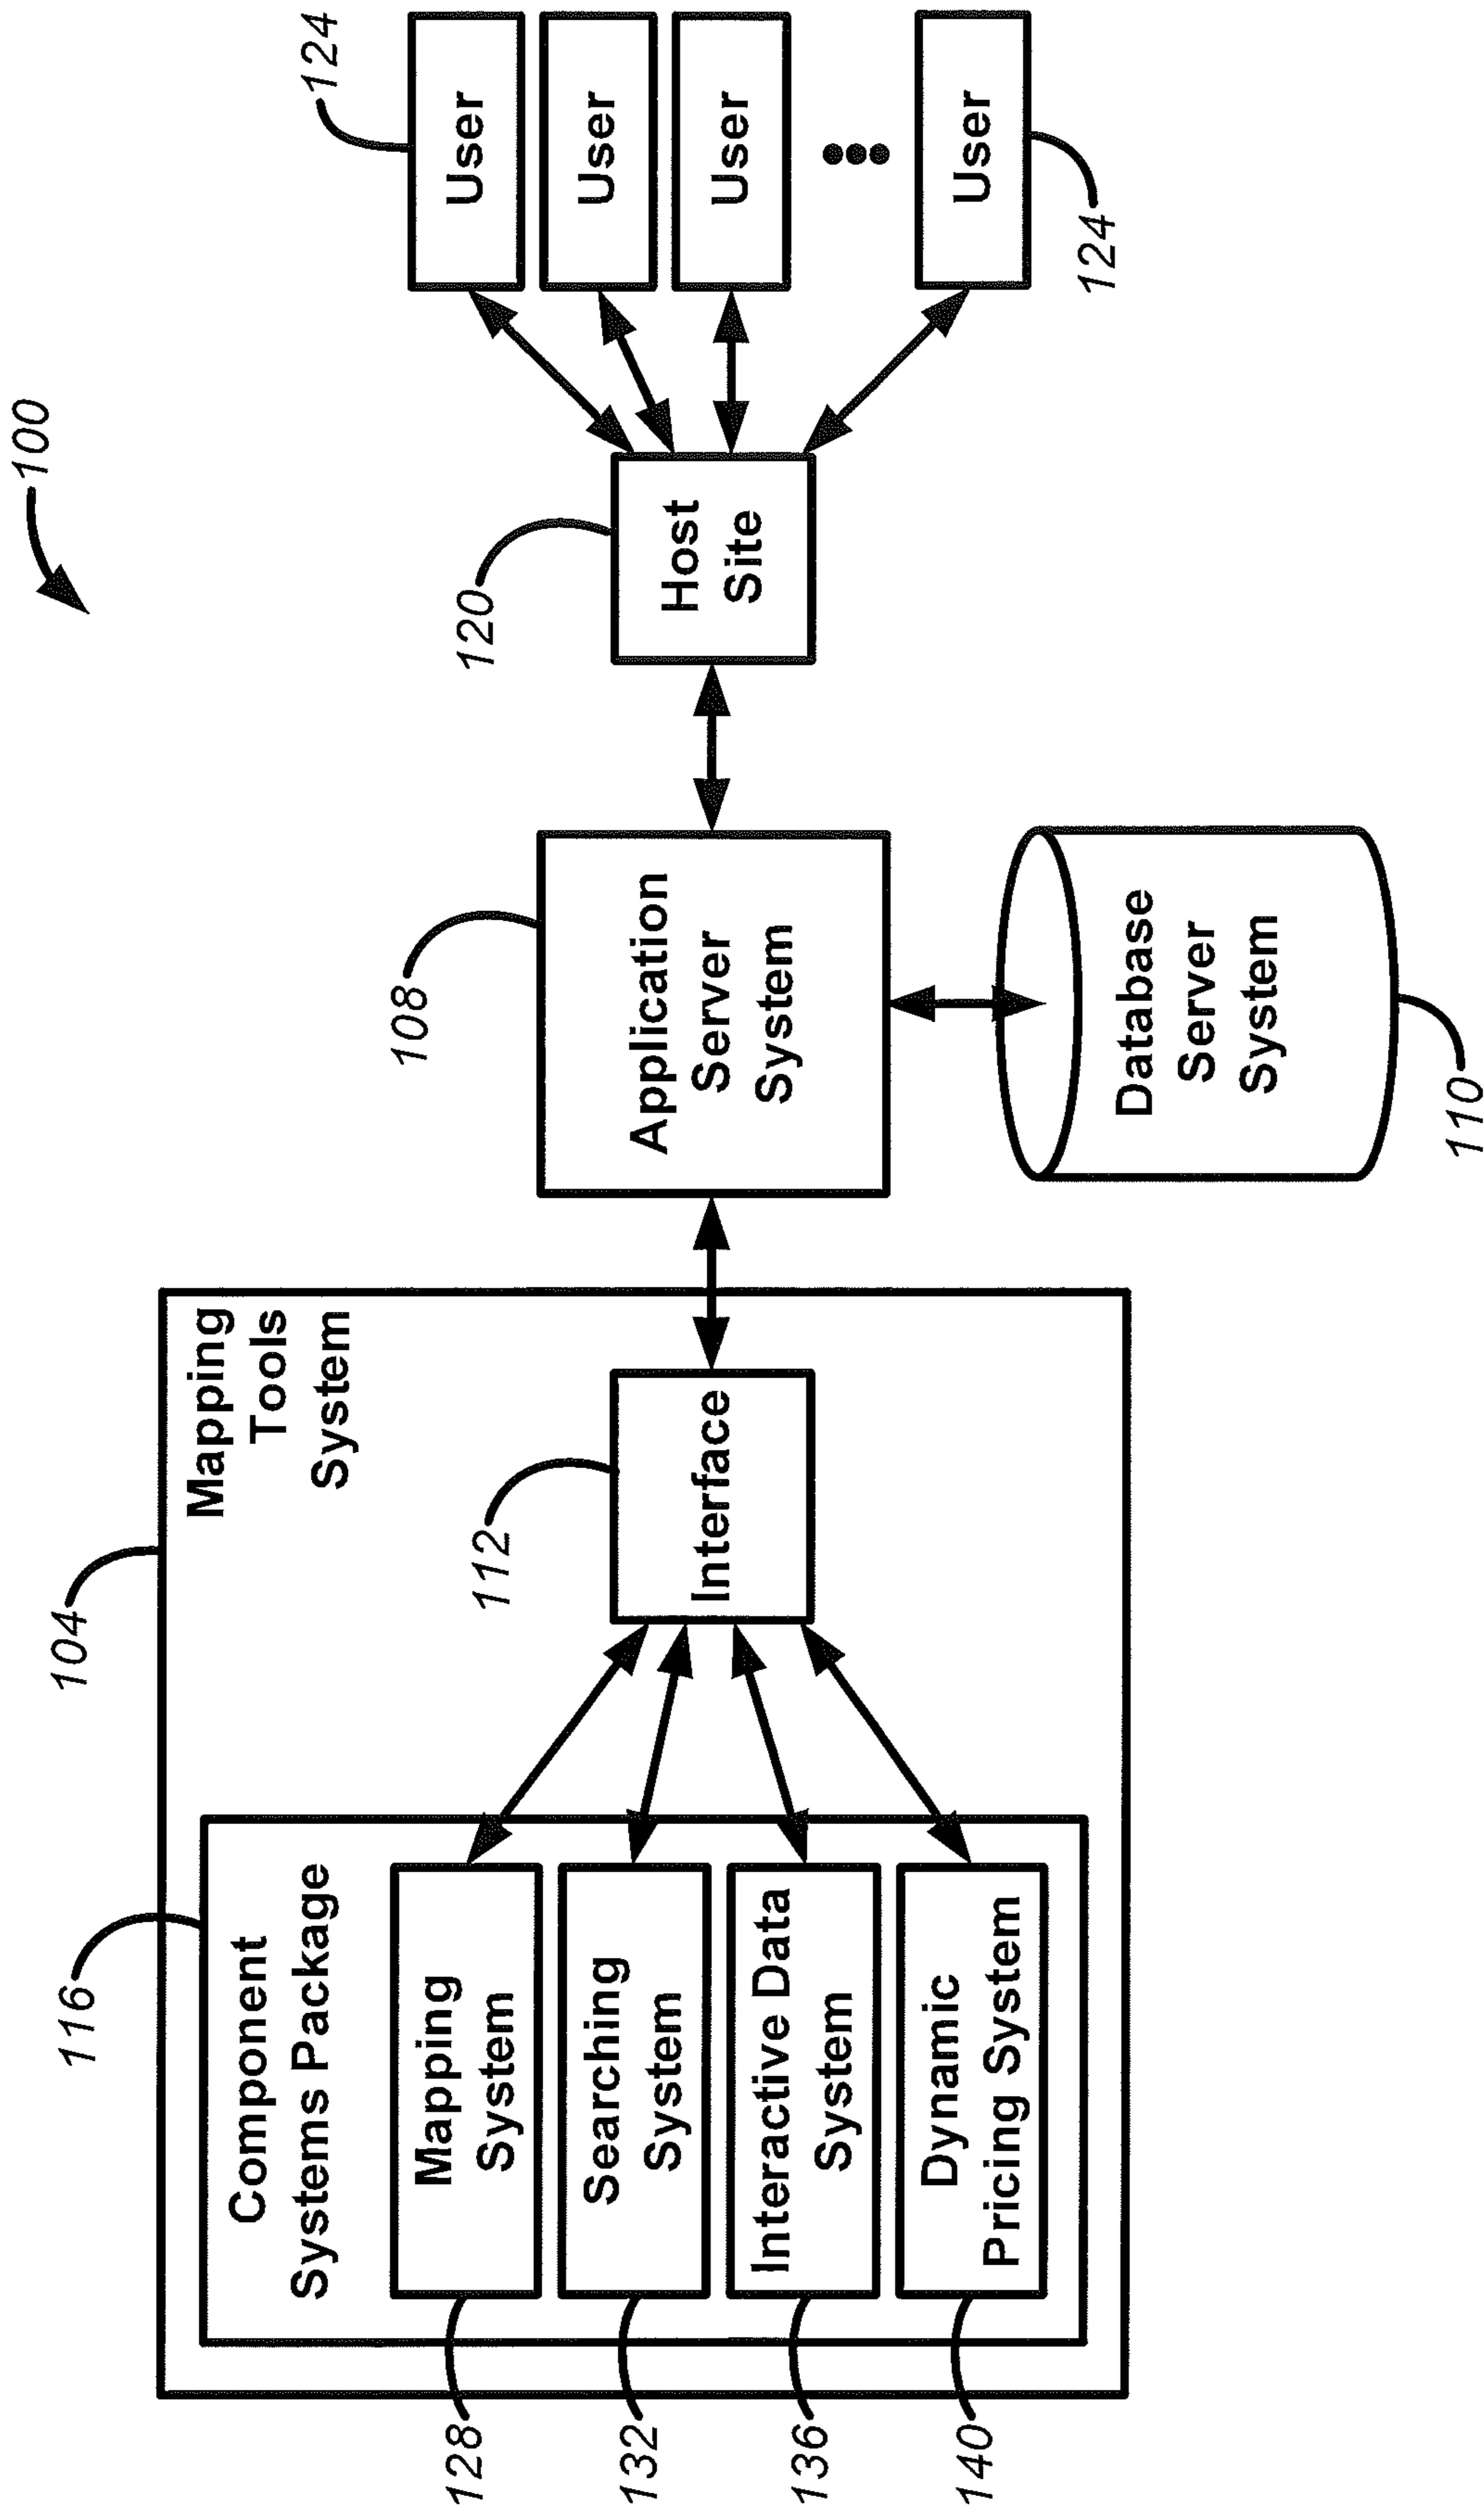 100
104
Mapping
Tools
System
116
Component
Systems Package
128
Mapping
System
132
Searching
System
136
Interactive Data
System
140
Dynamic
Pricing System
112
Interface
108
Application
Server
System
110
Database
Server
System
120
Host
Site
124
User
User
User
User
124